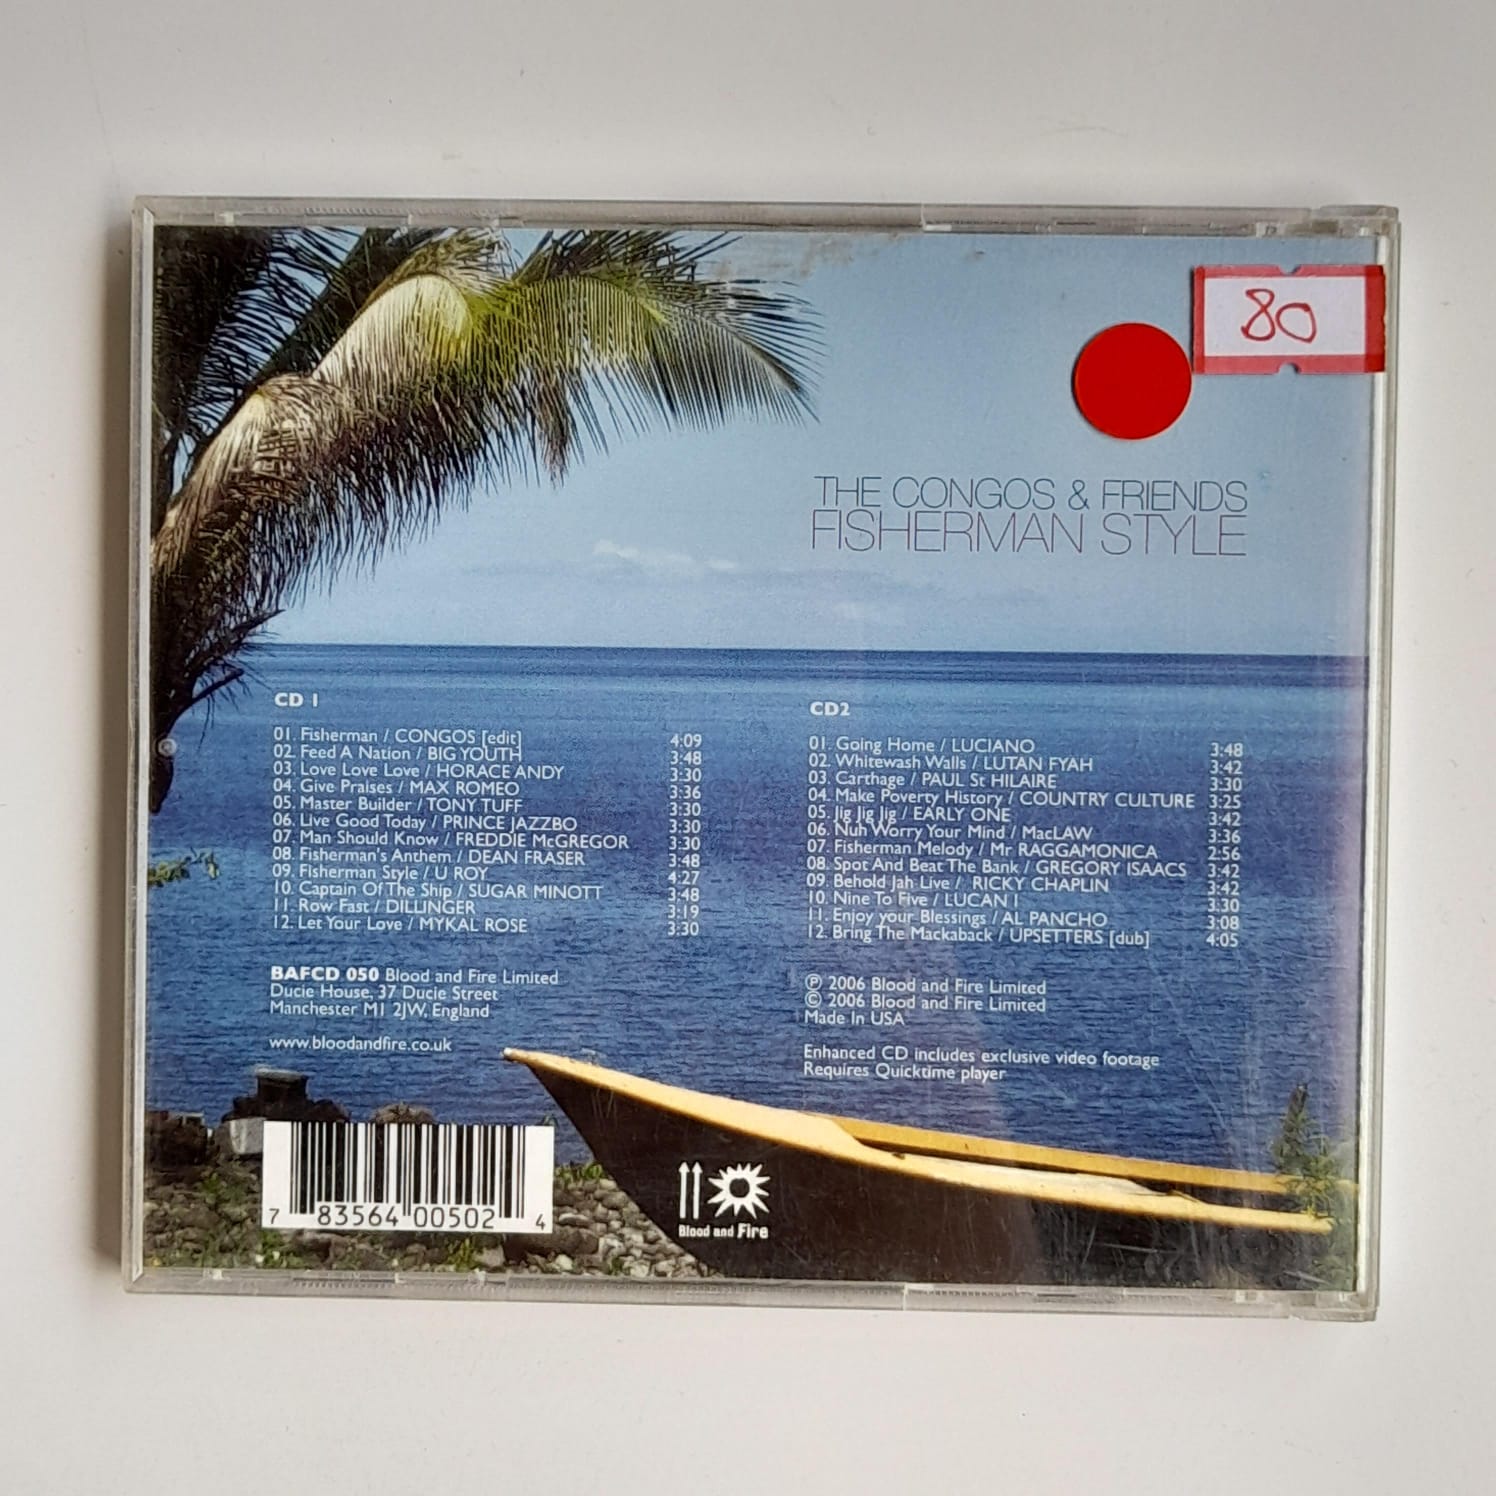 80
THE CONGOS & FRIENDS
FISHERMAN STYLE
CD 1
01. Fisherman / CONGOS [edit] 4:09
02. Feed A Nation / BIG YOUTH 3:48
03. Love Love Love / HORACE ANDY 3:30
04. Give Praises / MAX ROMEO 3:36
05. Master Builder / TONY TUFF 3:30
06. Live Good Today / PRINCE JAZZBO 3:30
07. Man Should Know / FREDDIE McGREGOR 3:30
08. Fisherman's Anthem / DEAN FRASER 3:48
09. Fisherman Style / U ROY 4:27
10. Captain Of The Ship / SUGAR MINOTT 3:48
11. Row Fast / DILLINGER 3:19
12. Let Your Love / MYKAL ROSE 3:30
BAFCD 050 Blood and Fire Limited
Ducie House, 37 Ducie Street
Manchester M1 2JW, England
www.bloodandfire.co.uk
CD2
01. Going Home / LUCIANO 3:48
02. Whitewash Walls / LUTAN FYAH 3:42
03. Carthage / PAUL St HILAIRE 3:30
04. Make Poverty History / COUNTRY CULTURE 3:25
05. Jig Jig Jig / EARLY ONE 3:42
06. Nuh Worry Your Mind / MacLAW 3:36
07. Fisherman Melody / Mr RAGGAMONICA 2:56
08. Spot And Beat The Bank / GREGORY ISAACS 3:42
09. Behold Jah Live / RICKY CHAPLIN 3:42
10. Nine To Five / LUCAN I 3:30
11. Enjoy your Blessings / AL PANCHO 3:08
12. Bring The Mackaback / UPSETTERS [dub] 4:05
℗ 2006 Blood and Fire Limited
© 2006 Blood and Fire Limited
Made In USA
Enhanced CD includes exclusive video footage
Requires Quicktime player
7 83564 00502 4
Blood and Fire